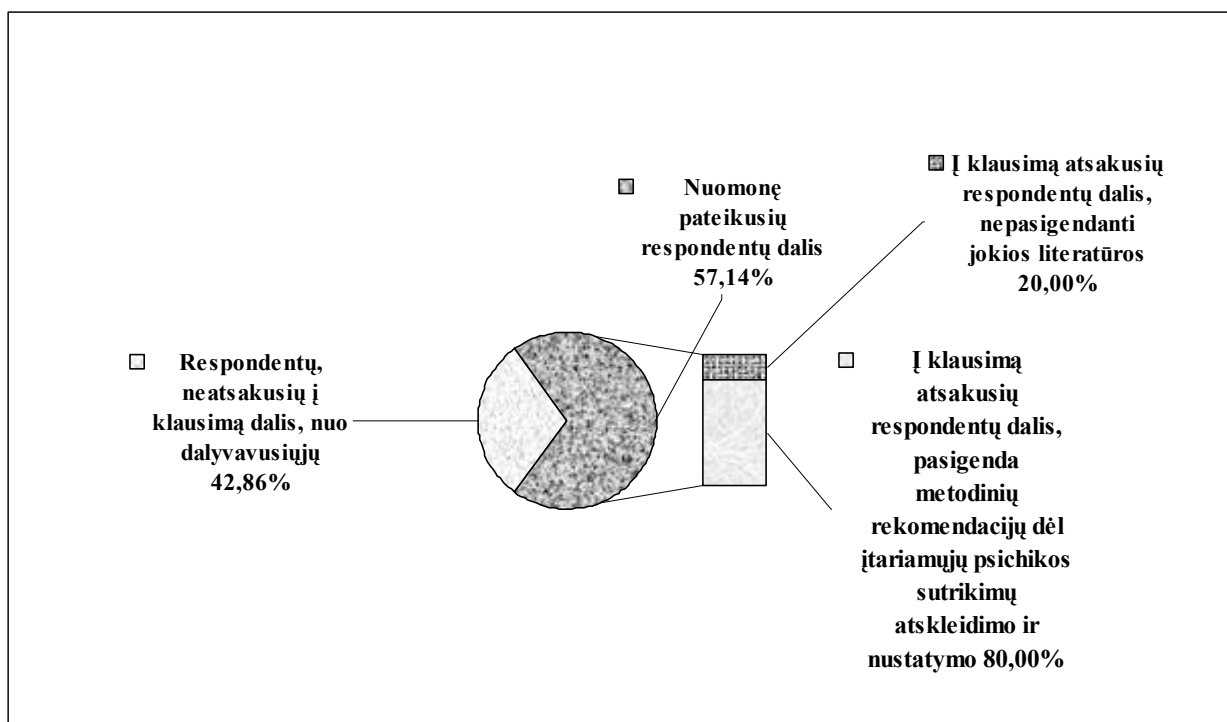 Nuomonę
pateikusių
respondentų dalis
57,14%
Į klausimą atsakusių
respondentų dalis,
nepasigendanti
jokios literatūros
20,00%
Respondentų,
neatsakusių į
klausimą dalis, nuo
dalyvavusiųjų
42,86%
Į klausimą
atsakusių
respondentų dalis,
pasigenda
metodinių
rekomendacijų dėl
įtariamųjų psichikos
sutrikimų
atskleidimo ir
nustatymo 80,00%